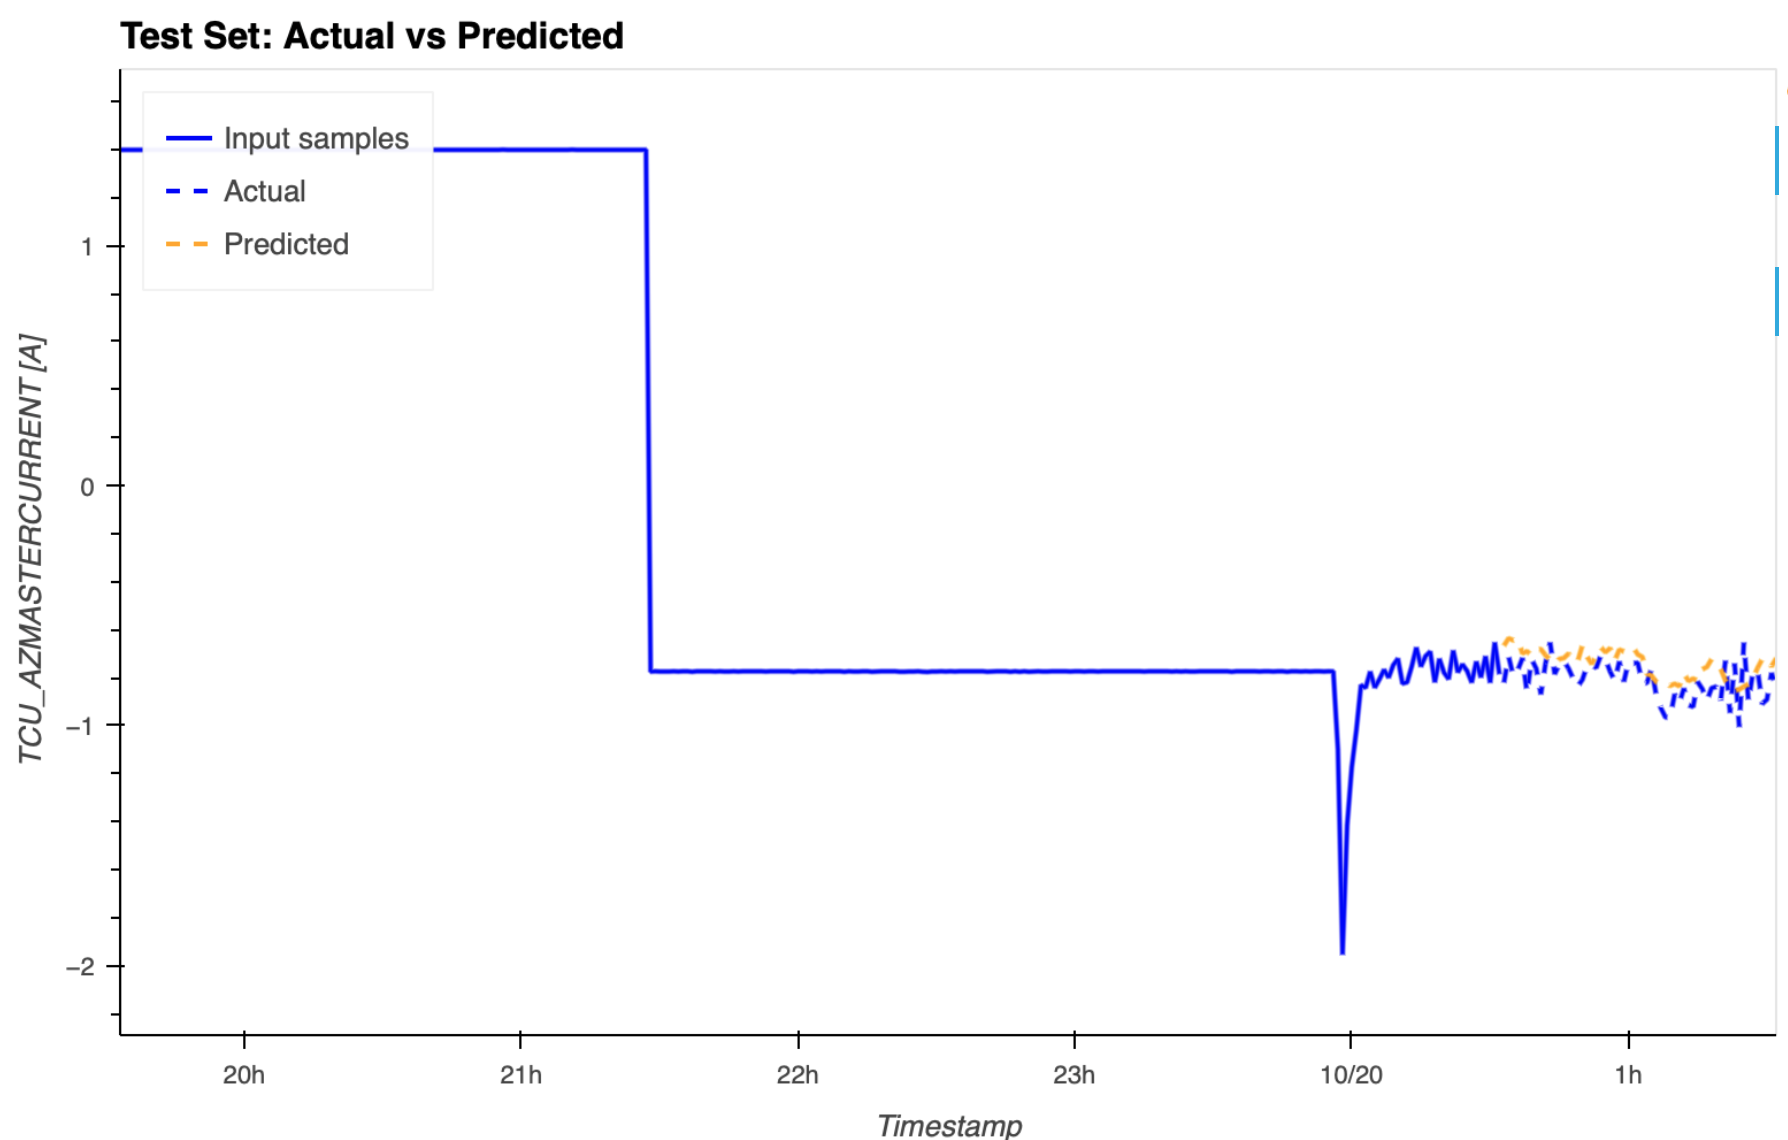 Test Set: Actual vs Predicted
Input samples
Actual
Predicted
TCU_AZMASTERCURRENT [A]
1
0
−1
−2
20h
21h
22h
23h
10/20
1h
Timestamp